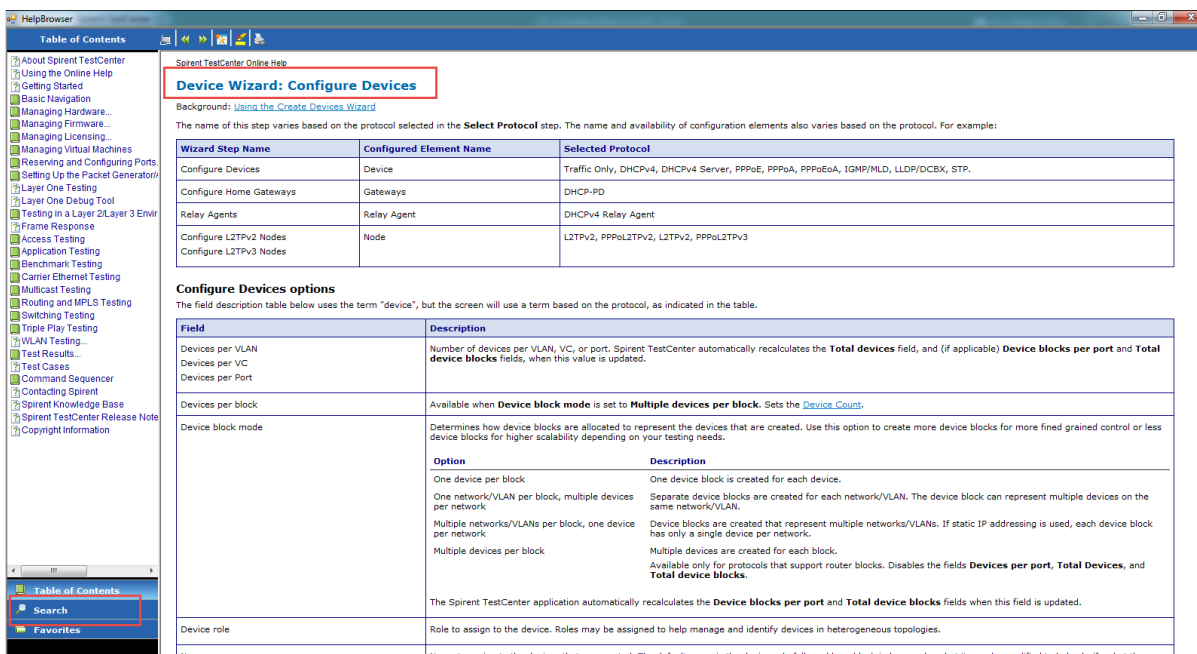 HelpBrowser
Table of Contents
About Spirent TestCenter
Using the Online Help
Getting Started
Basic Navigation
Managing Hardware...
Managing Firmware...
Managing Licensing...
Managing Virtual Machines
Reserving and Configuring Ports.
Setting Up the Packet Generator/
Layer One Testing
Layer One Debug Tool
Testing in a Layer 2/Layer 3 Envir
Frame Response
Access Testing
Application Testing
Benchmark Testing
Carrier Ethernet Testing
Multicast Testing
Routing and MPLS Testing
Switching Testing
Triple Play Testing
WLAN Testing...
Test Results...
Test Cases
Command Sequencer
Contacting Spirent
Spirent Knowledge Base
Spirent TestCenter Release Note
Copyright Information
Table of Contents
Search
Favorites
Spirent TestCenter Online Help
Device Wizard: Configure Devices
Background: Using the Create Devices Wizard
The name of this step varies based on the protocol selected in the Select Protocol step. The name and availability of configuration elements also varies based on the protocol. For example:
Wizard Step Name Configured Element Name Selected Protocol
Configure Devices Device Traffic Only, DHCPv4, DHCPv4 Server, PPPoE, PPPoA, PPPoEoA, IGMP/MLD, LLDP/DCBX, STP.
Configure Home Gateways Gateways DHCP-PD
Relay Agents Relay Agent DHCPv4 Relay Agent
Configure L2TPv2 Nodes Node L2TPv2, PPPoL2TPv2, L2TPv2, PPPoL2TPv3
Configure L2TPv3 Nodes
Configure Devices options
The field description table below uses the term "device", but the screen will use a term based on the protocol, as indicated in the table.
Field Description
Devices per VLAN Number of devices per VLAN, VC, or port. Spirent TestCenter automatically recalculates the Total devices field, and (if applicable) Device blocks per port and Total
Devices per VC device blocks fields, when this value is updated.
Devices per Port
Devices per block Available when Device block mode is set to Multiple devices per block. Sets the Device Count.
Device block mode Determines how device blocks are allocated to represent the devices that are created. Use this option to create more device blocks for more fined grained control or less
device blocks for higher scalability depending on your testing needs.
Option Description
One device per block One device block is created for each device.
One network/VLAN per block, multiple devices Separate device blocks are created for each network/VLAN. The device block can represent multiple devices on the
per network same network/VLAN.
Multiple networks/VLANs per block, one device Device blocks are created that represent multiple networks/VLANs. If static IP addressing is used, each device block
per network has only a single device per network.
Multiple devices per block Multiple devices are created for each block.
Available only for protocols that support router blocks. Disables the fields Devices per port, Total Devices, and
Total device blocks.
The Spirent TestCenter application automatically recalculates the Device blocks per port and Total device blocks fields when this field is updated.
Device role Role to assign to the device. Roles may be assigned to help manage and identify devices in heterogeneous topologies.